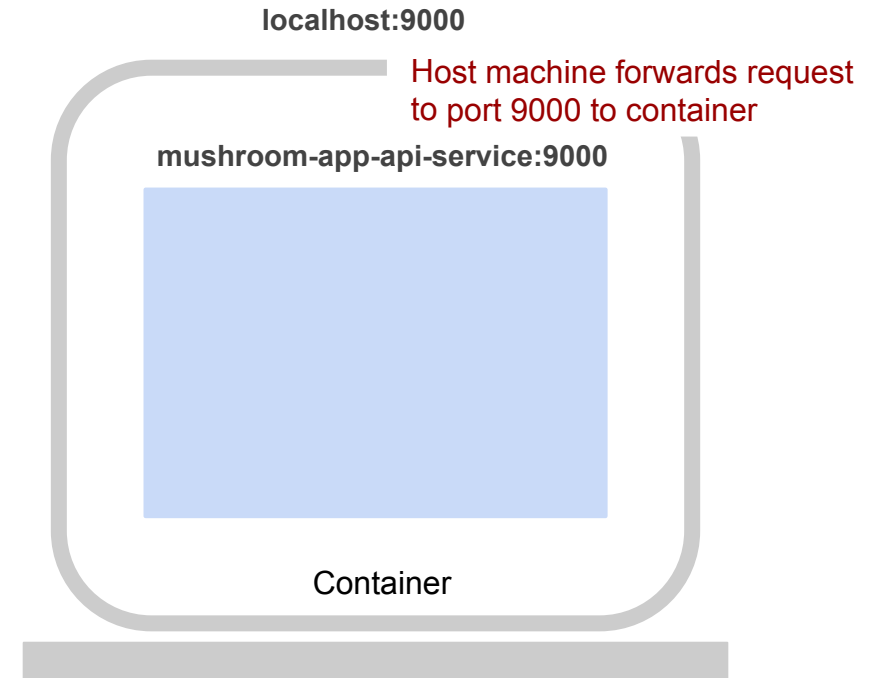 localhost:9000
Host machine forwards request
to port 9000 to container
mushroom-app-api-service:9000
Container